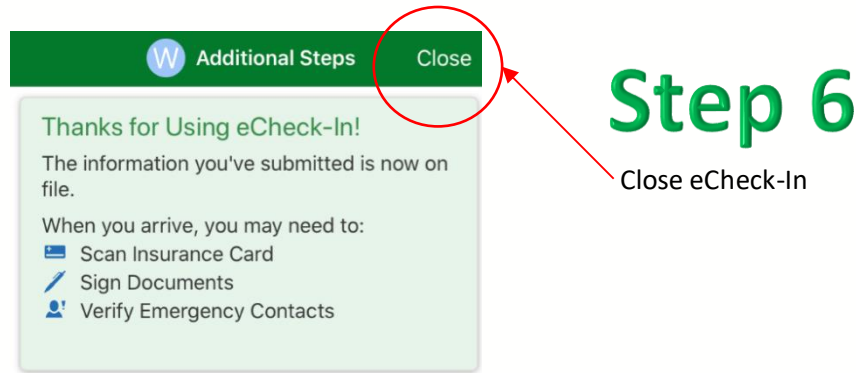 W Additional Steps Close
Thanks for Using eCheck-In!
The information you've submitted is now on
file.
When you arrive, you may need to:
Scan Insurance Card
Sign Documents
Verify Emergency Contacts
Step 6
Close eCheck-In